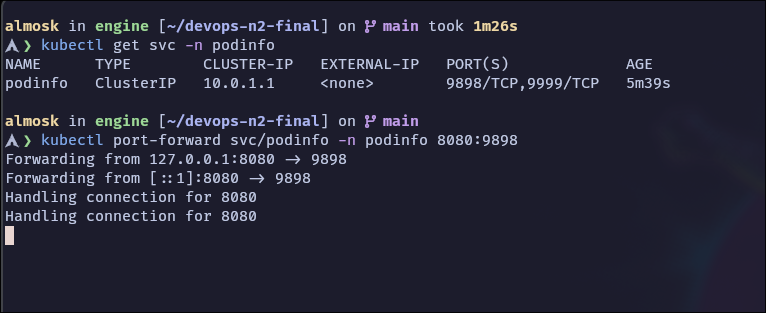 almosk in engine [~/devops-n2-final] on main took 1m26s
❯ kubectl get svc -n podinfo
NAME TYPE CLUSTER-IP EXTERNAL-IP PORT(S) AGE
podinfo ClusterIP 10.0.1.1 <none> 9898/TCP,9999/TCP 5m39s
almosk in engine [~/devops-n2-final] on main
❯ kubectl port-forward svc/podinfo -n podinfo 8080:9898
Forwarding from 127.0.0.1:8080 -> 9898
Forwarding from [::1]:8080 -> 9898
Handling connection for 8080
Handling connection for 8080